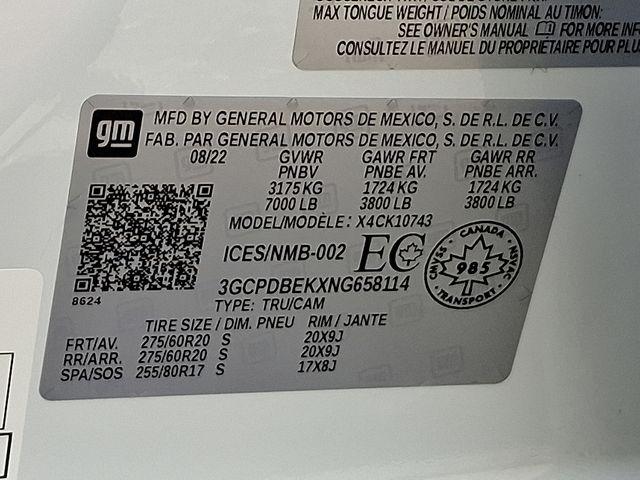 MAX TONGUE WEIGHT / POIDS NOMINAL AU TIMON:
SEE OWNER'S MANUAL FOR MORE
CONSULTEZ LE MANUEL DU PROPRIÉTAIRE POUR
gm
MFD BY GENERAL MOTORS DE MEXICO, S. DE R.L. DE C.V.
FAB. PAR GENERAL MOTORS DE MEXICO, S. DE R.L. DE C.V.
08/22 GVWR GAWR FRT GAWR RR
PNBV PNBE AV. PNBE ARR.
3175 KG 1724 KG 1724 KG
7000 LB 3800 LB 3800 LB
MODEL/MODÈLE: X4CK10743
ICES/NMB-002 EC
CANADA
CMVSS 985 NSVAC
TRANSPORT
3GCPDBEKXNG658114
8624
TYPE: TRU/CAM
TIRE SIZE / DIM. PNEU RIM / JANTE
FRT/AV. 275/60R20 S 20X9J
RR/ARR. 275/60R20 S 20X9J
SPA/SOS 255/80R17 S 17X8J